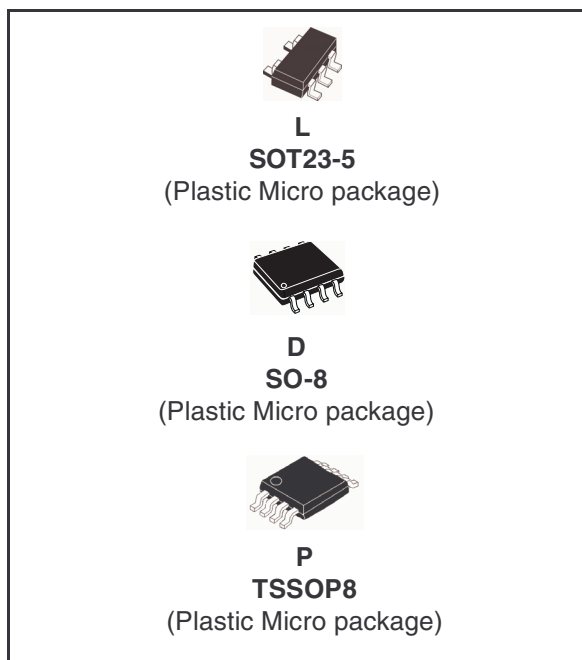 L
SOT23-5
(Plastic Micro package)
D
SO-8
(Plastic Micro package)
P
TSSOP8
(Plastic Micro package)